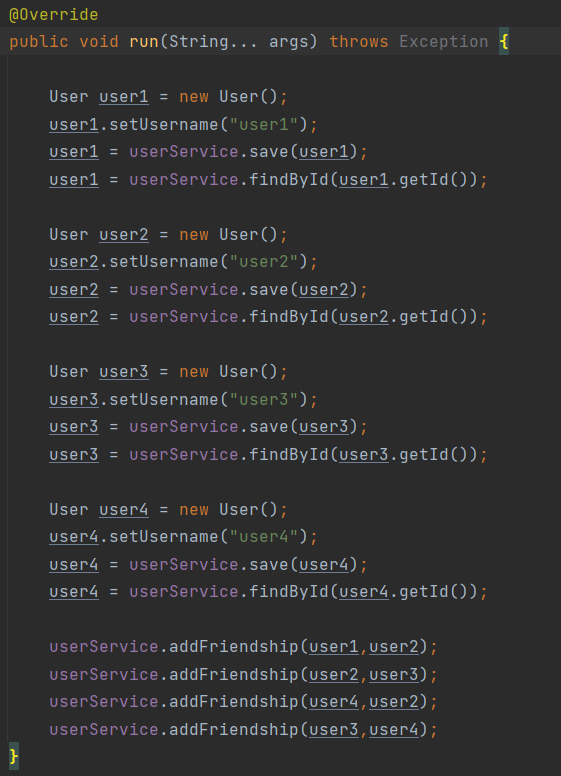 @Override
public void run(String... args) throws Exception {
User user1 = new User();
user1.setUsername("user1");
user1 = userService.save(user1);
user1 = userService.findById(user1.getId());
User user2 = new User();
user2.setUsername("user2");
user2 = userService.save(user2);
user2 = userService.findById(user2.getId());
User user3 = new User();
user3.setUsername("user3");
user3 = userService.save(user3);
user3 = userService.findById(user3.getId());
User user4 = new User();
user4.setUsername("user4");
user4 = userService.save(user4);
user4 = userService.findById(user4.getId());
userService.addFriendship(user1,user2);
userService.addFriendship(user2,user3);
userService.addFriendship(user4,user2);
userService.addFriendship(user3,user4);
}